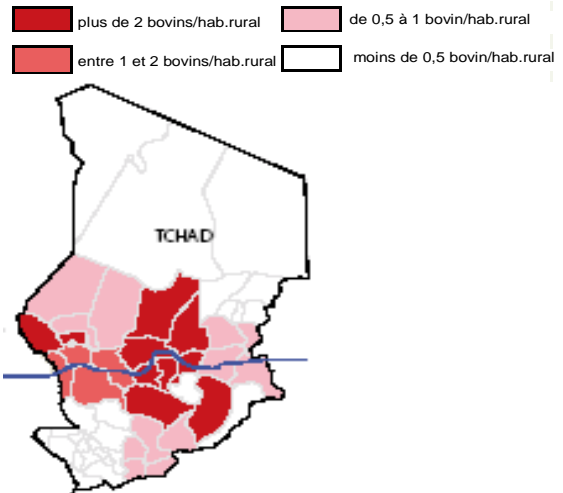 plus de 2 bovins/hab.rural
de 0,5 à 1 bovin/hab.rural
entre 1 et 2 bovins/hab.rural
moins de 0,5 bovin/hab.rural
TCHAD